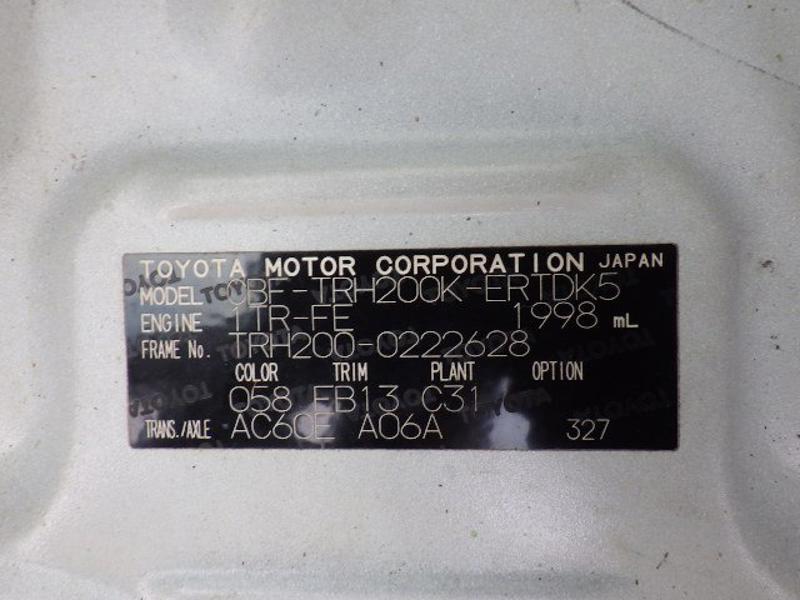 TOYOTA MOTOR CORPORATION JAPAN
MODEL CBF-TRH200K-ERTDK5
ENGINE 1TR-FE 1998 mL
FRAME No. TRH200-0222628
COLOR TRIM PLANT OPTION
058 FB13 C31
TRANS./AXLE AC60E A06A 327